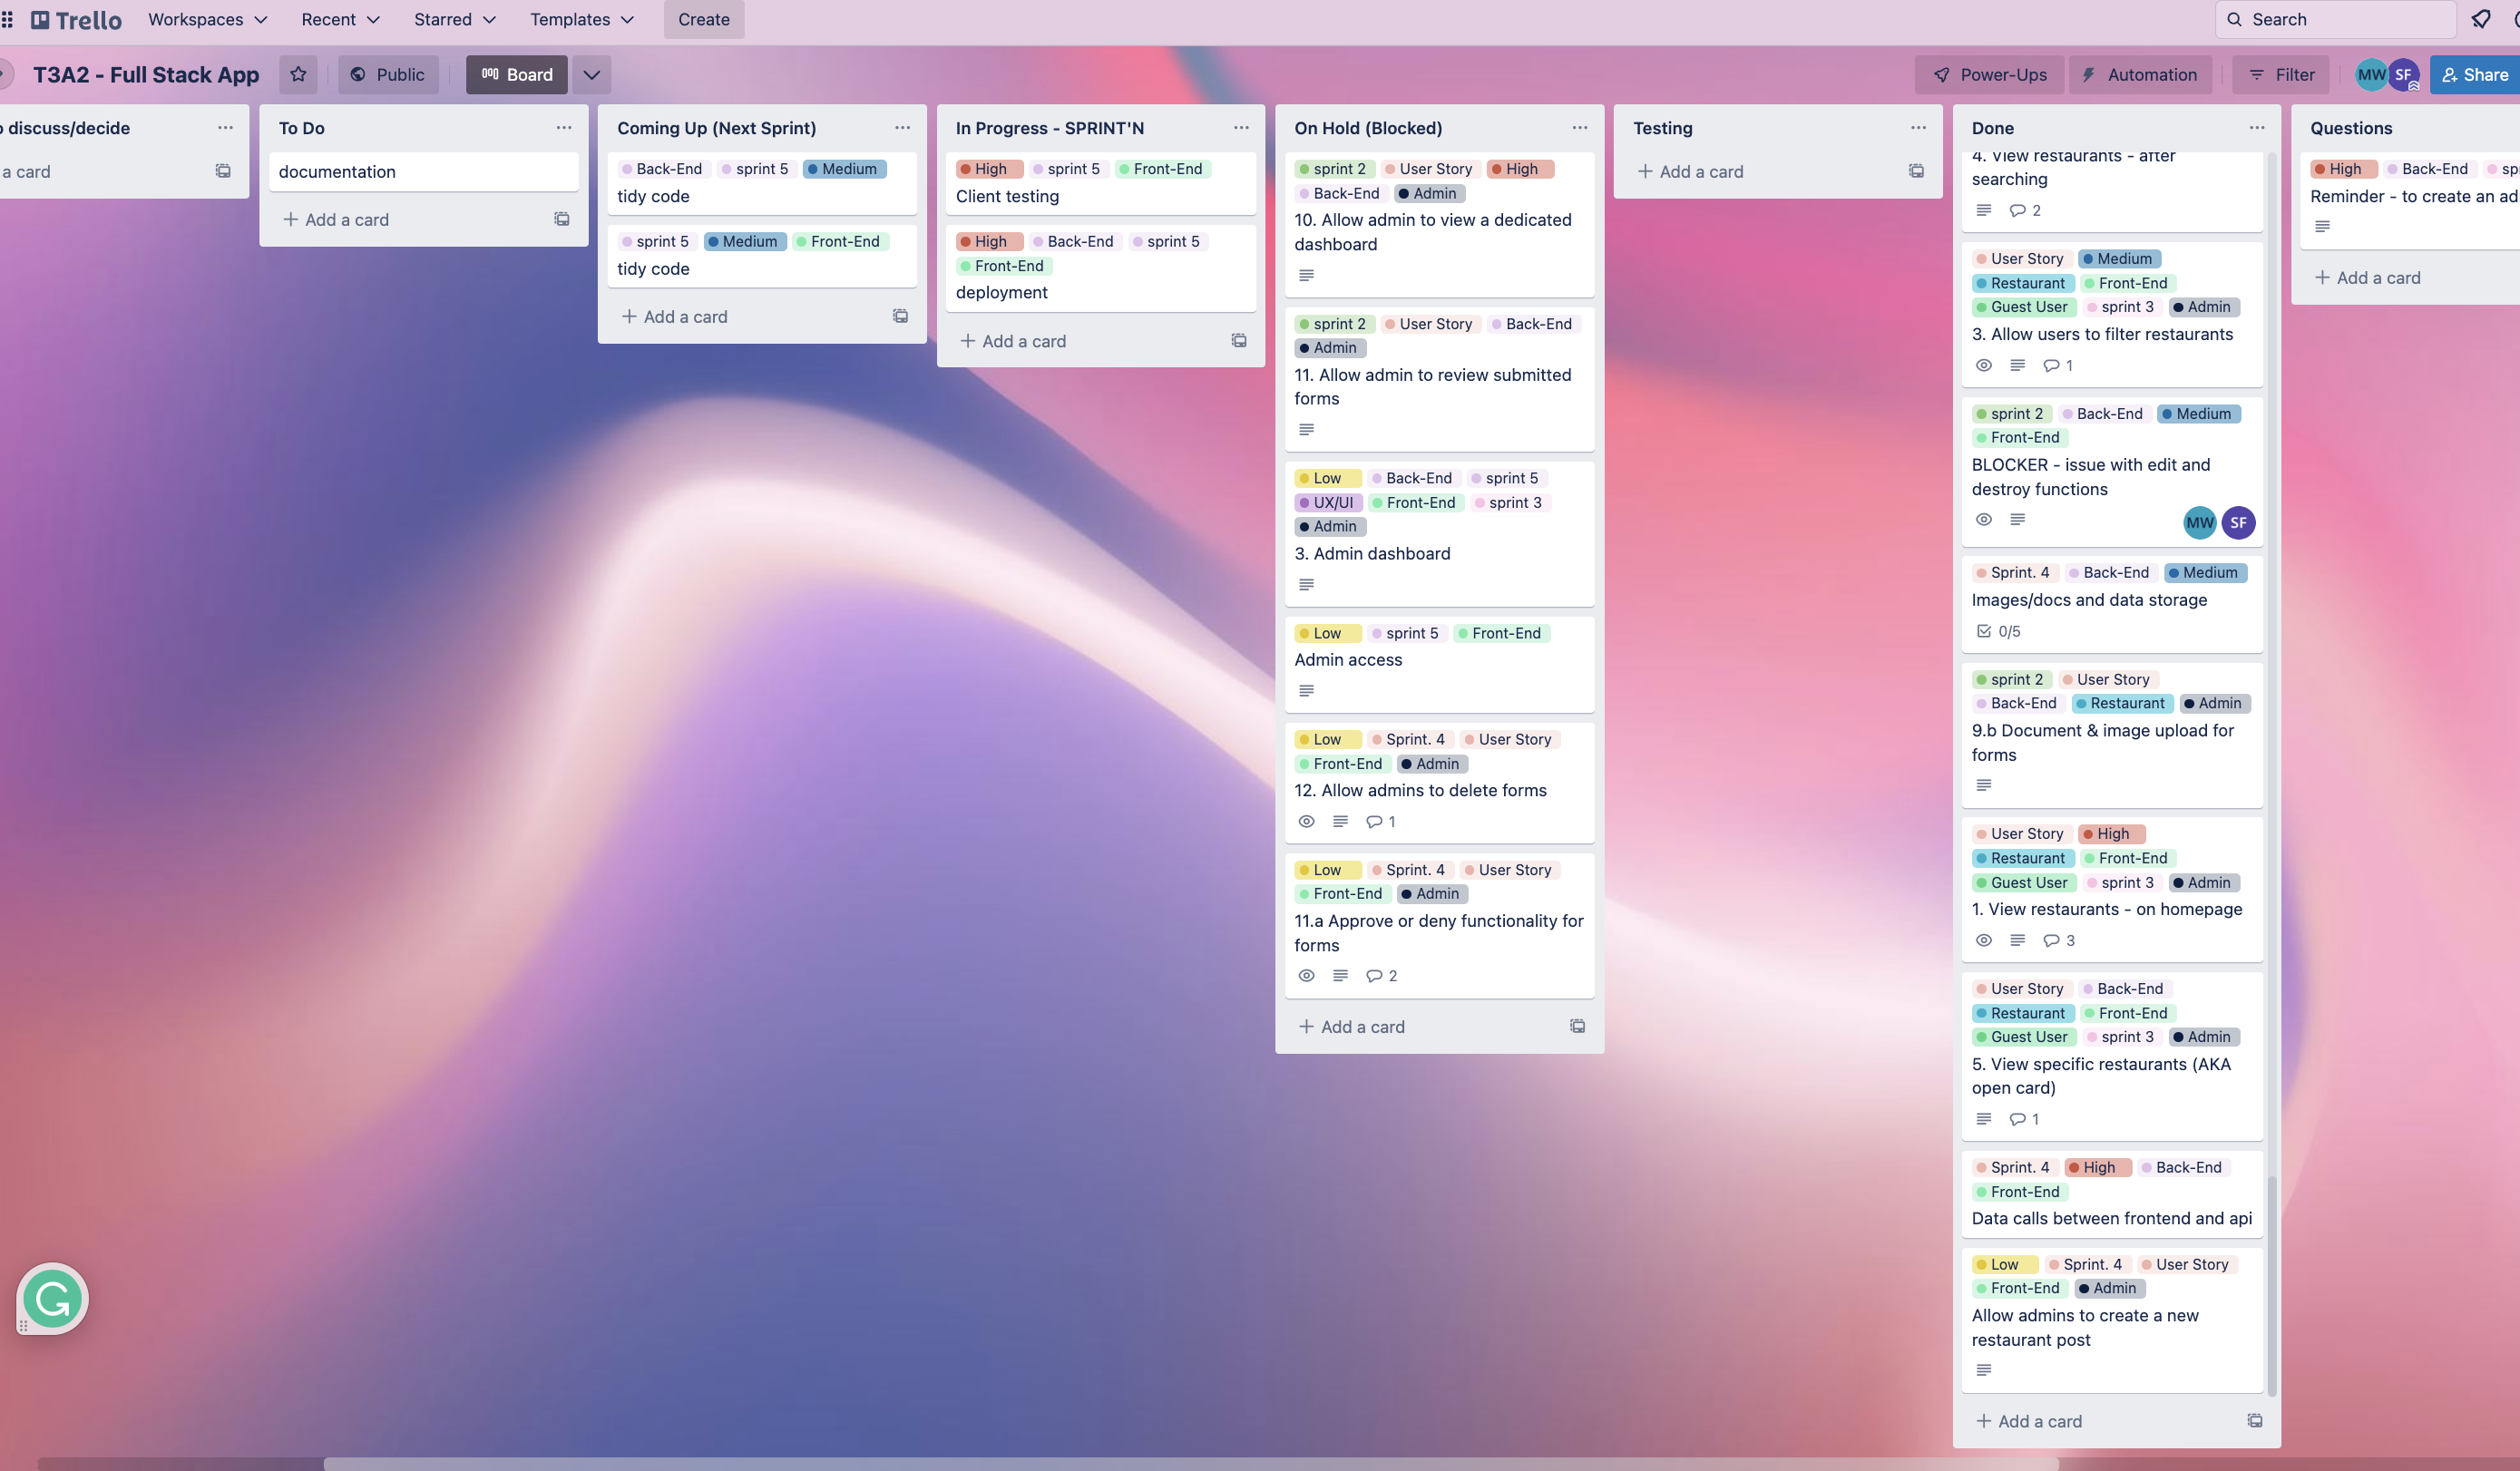 Trello Workspaces Recent Starred Templates Create Search
T3A2 - Full Stack App Public Board Power-Ups Automation Filter MW SF Share
discuss/decide
a card
To Do
documentation
Add a card
Coming Up (Next Sprint)
Back-End sprint 5 Medium
tidy code
sprint 5 Medium Front-End
tidy code
Add a card
In Progress - SPRINT'N
High sprint 5 Front-End
Client testing
High Back-End sprint 5
Front-End
deployment
Add a card
On Hold (Blocked)
sprint 2 User Story High
Back-End Admin
10. Allow admin to view a dedicated
dashboard
sprint 2 User Story Back-End
Admin
11. Allow admin to review submitted
forms
Low Back-End sprint 5
UX/UI Front-End sprint 3
Admin
3. Admin dashboard
Low sprint 5 Front-End
Admin access
Low Sprint. 4 User Story
Front-End Admin
12. Allow admins to delete forms
1
Low Sprint. 4 User Story
Front-End Admin
11.a Approve or deny functionality for
forms
2
Add a card
Testing
Add a card
Done
4. View restaurants - after
searching
2
User Story Medium
Restaurant Front-End
Guest User sprint 3 Admin
3. Allow users to filter restaurants
1
sprint 2 Back-End Medium
Front-End
BLOCKER - issue with edit and
destroy functions
MW SF
Sprint. 4 Back-End Medium
Images/docs and data storage
0/5
sprint 2 User Story
Back-End Restaurant Admin
9.b Document & image upload for
forms
User Story High
Restaurant Front-End
Guest User sprint 3 Admin
1. View restaurants - on homepage
3
User Story Back-End
Restaurant Front-End
Guest User sprint 3 Admin
5. View specific restaurants (AKA
open card)
1
Sprint. 4 High Back-End
Front-End
Data calls between frontend and api
Low Sprint. 4 User Story
Front-End Admin
Allow admins to create a new
restaurant post
Add a card
Questions
High Back-End sp
Reminder - to create an ad
Add a card